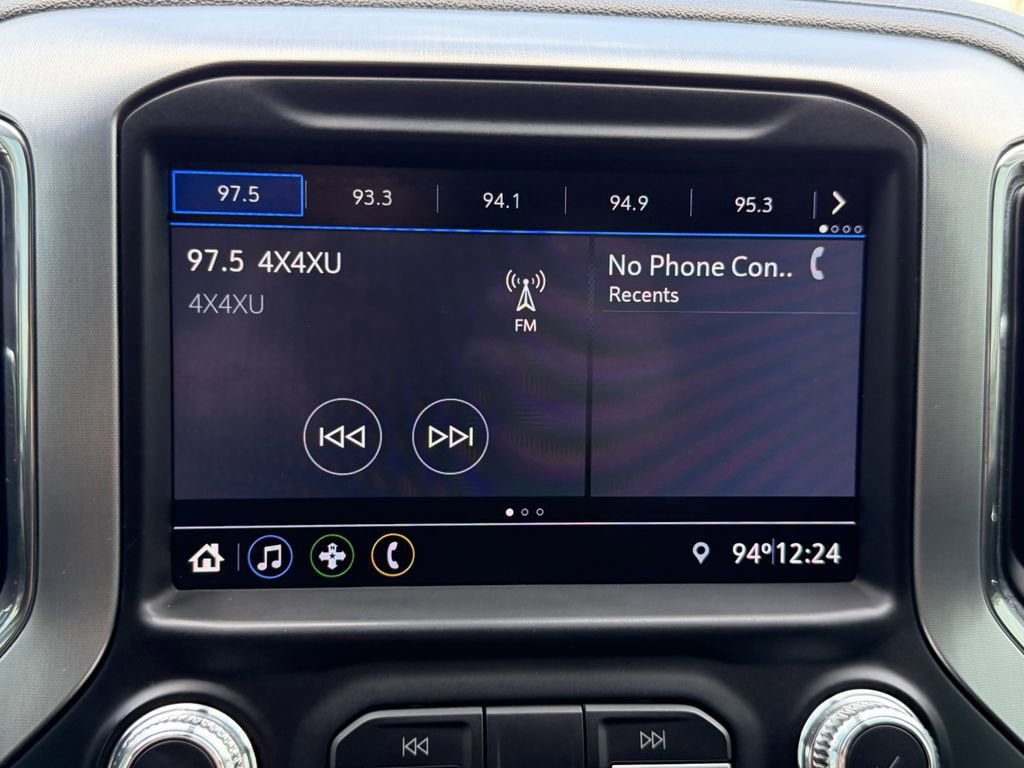 97.5 93.3 94.1 94.9 95.3
97.5 4X4XU
4X4XU
FM
No Phone Con..
Recents
94° 12:24